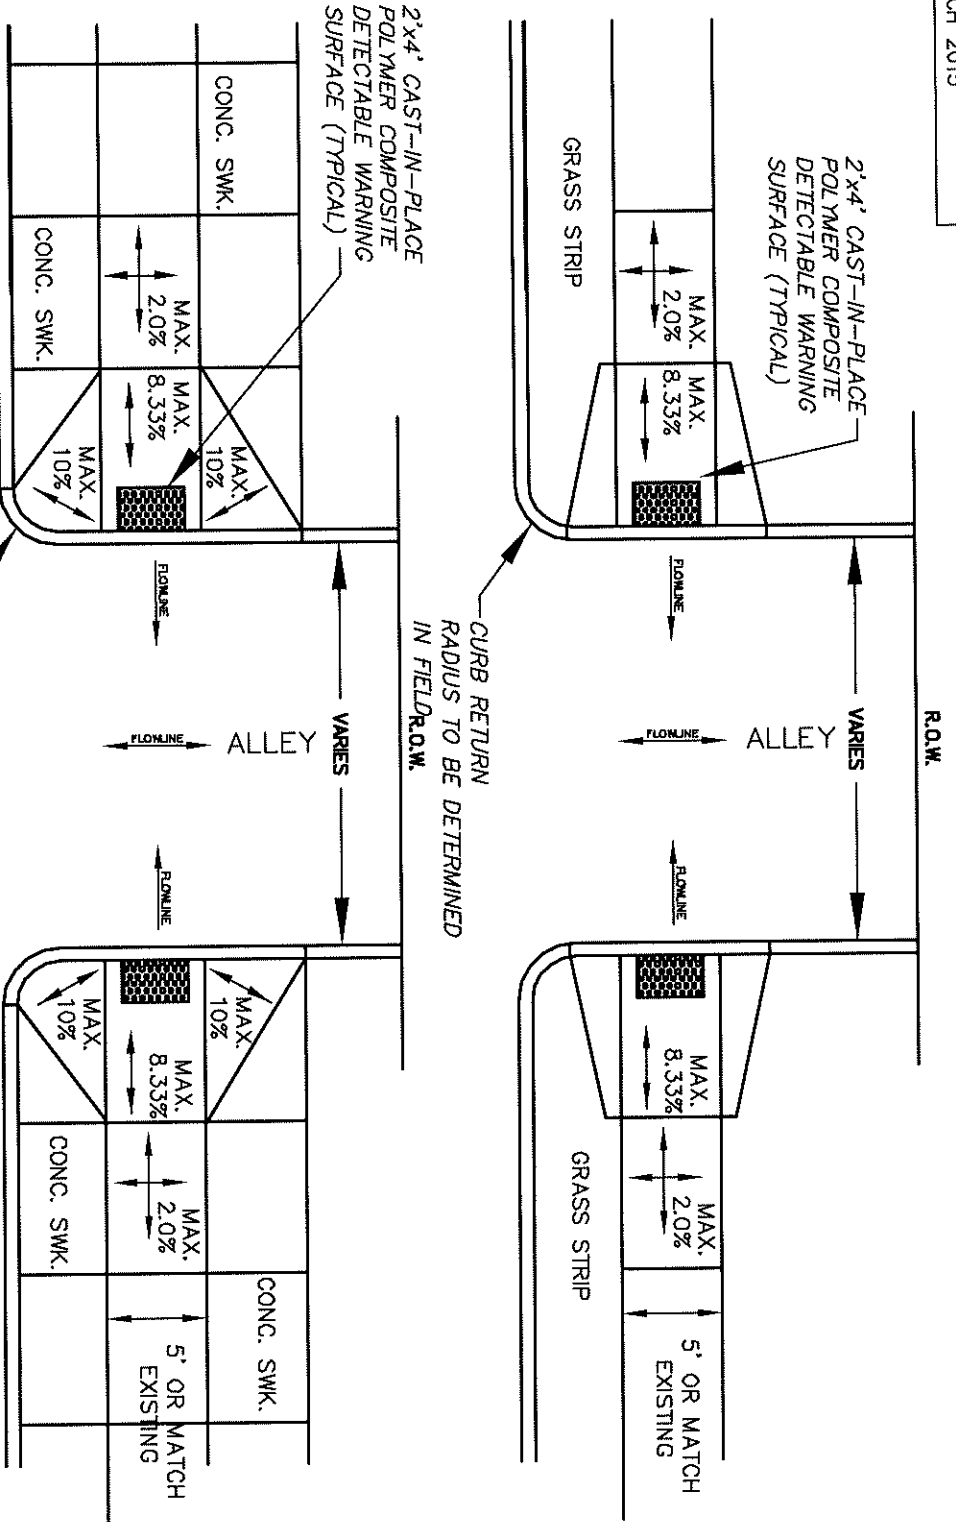 2015
2'x4' CAST-IN-PLACE
POLYMER COMPOSITE
DETECTABLE WARNING
SURFACE (TYPICAL)
GRASS STRIP
MAX.
2.0%
MAX.
8.33%
R.O.W.
VARIES
ALLEY
FLOWLINE
FLOWLINE
FLOWLINE
MAX.
8.33%
MAX.
2.0%
GRASS STRIP
5' OR MATCH
EXISTING
CURB RETURN
RADIUS TO BE DETERMINED
IN FIELD
2'x4' CAST-IN-PLACE
POLYMER COMPOSITE
DETECTABLE WARNING
SURFACE (TYPICAL)
CONC. SWK.
CONC. SWK.
MAX.
2.0%
MAX.
8.33%
MAX.
10%
MAX.
10%
R.O.W.
VARIES
ALLEY
FLOWLINE
FLOWLINE
FLOWLINE
MAX.
10%
MAX.
10%
MAX.
8.33%
MAX.
2.0%
CONC. SWK.
CONC. SWK.
5' OR MATCH
EXISTING